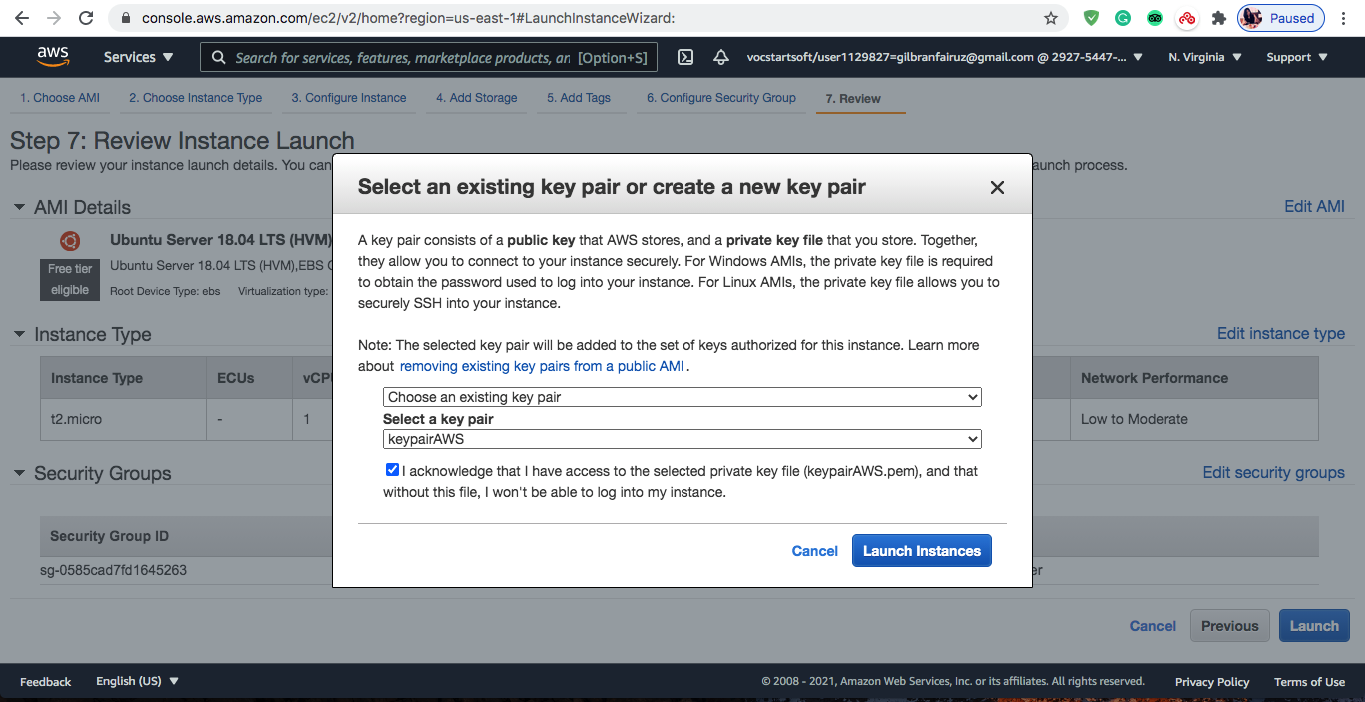 console.aws.amazon.com/ec2/v2/home?region=us-east-1#LaunchInstanceWizard:
Paused
aws
Services
Search for services, features, marketplace products, an [Option+S]
vocstartsoft/user1129827=gilbranfairuz@gmail.com @ 2927-5447-...
N. Virginia
Support
1. Choose AMI
2. Choose Instance Type
3. Configure Instance
4. Add Storage
5. Add Tags
6. Configure Security Group
7. Review
Step 7: Review Instance Launch
Please review your instance launch details. You can
aunch process.
AMI Details
Edit AMI
Ubuntu Server 18.04 LTS (HVM)
Free tier eligible
Ubuntu Server 18.04 LTS (HVM),EBS
Root Device Type: ebs Virtualization type:
Instance Type
Edit instance type
Instance Type ECUs vCP Network Performance
t2.micro - 1 Low to Moderate
Security Groups
Edit security groups
Security Group ID
sg-0585cad7fd1645263
er
Select an existing key pair or create a new key pair
A key pair consists of a public key that AWS stores, and a private key file that you store. Together,
they allow you to connect to your instance securely. For Windows AMIs, the private key file is required
to obtain the password used to log into your instance. For Linux AMIs, the private key file allows you to
securely SSH into your instance.
Note: The selected key pair will be added to the set of keys authorized for this instance. Learn more
about removing existing key pairs from a public AMI.
Choose an existing key pair
Select a key pair
keypairAWS
I acknowledge that I have access to the selected private key file (keypairAWS.pem), and that
without this file, I won't be able to log into my instance.
Cancel
Launch Instances
Cancel
Previous
Launch
Feedback
English (US)
© 2008 - 2021, Amazon Web Services, Inc. or its affiliates. All rights reserved.
Privacy Policy
Terms of Use